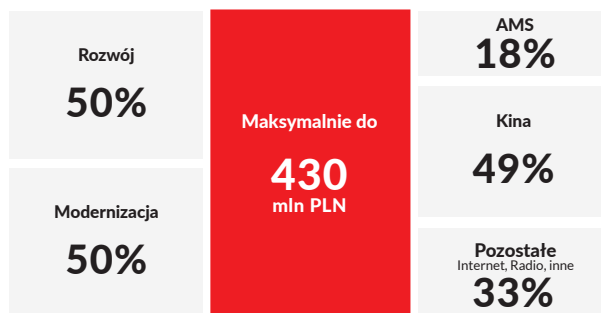 Rozwój
50%
Modernizacja
50%
Maksymalnie do
430
mln PLN
AMS
18%
Kina
49%
Pozostałe
Internet, Radio, inne
33%